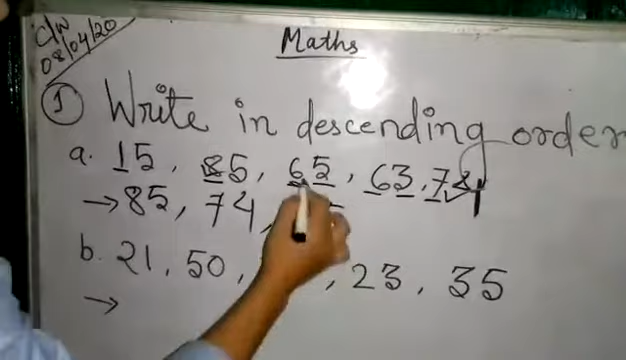 C/W
08/04/20
Maths
1 Write in descending order
a. 15, 85, 65, 63, 74
→ 85, 74,
b. 21, 50, , 23, 35
→